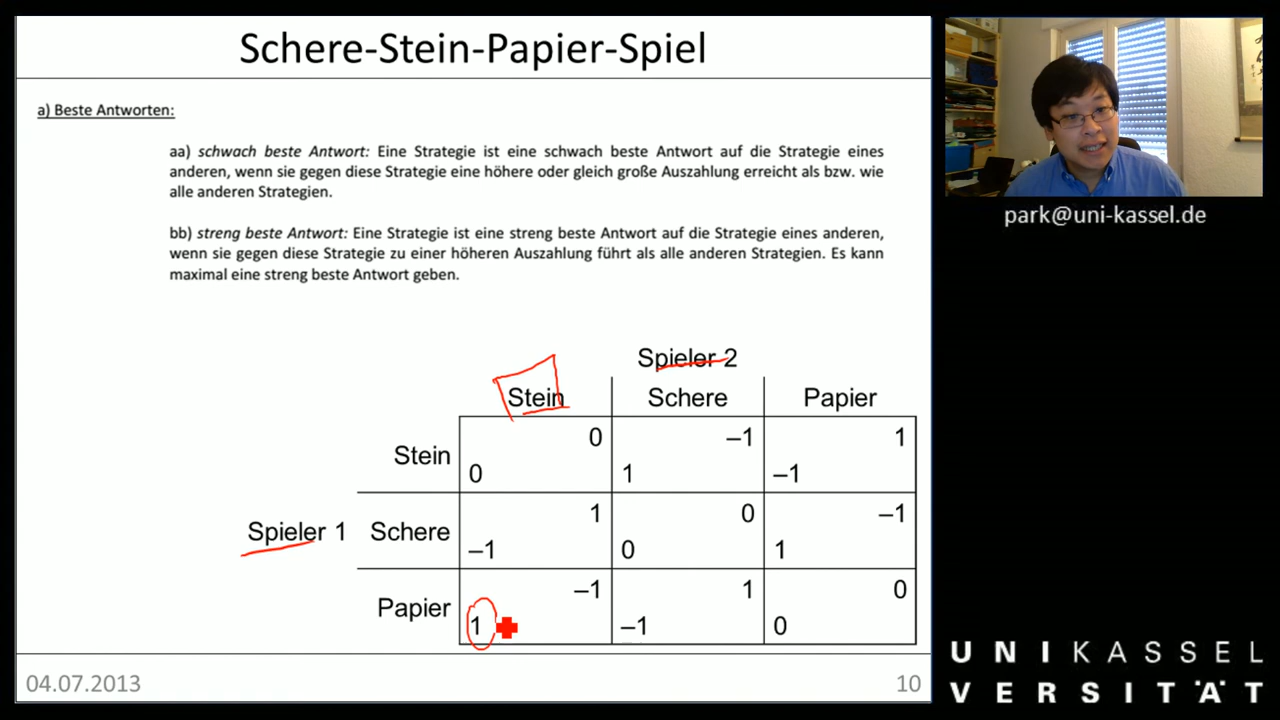 Schere-Stein-Papier-Spiel
a) Beste Antworten:
aa) schwach beste Antwort: Eine Strategie ist eine schwach beste Antwort auf die Strategie eines
anderen, wenn sie gegen diese Strategie eine höhere oder gleich große Auszahlung erreicht als bzw. wie
alle anderen Strategien.
bb) streng beste Antwort: Eine Strategie ist eine streng beste Antwort auf die Strategie eines anderen,
wenn sie gegen diese Strategie zu einer höheren Auszahlung führt als alle anderen Strategien. Es kann
maximal eine streng beste Antwort geben.
Spieler 2
Stein Schere Papier
0 –1 1
Stein
0 1 –1
1 0 –1
Spieler 1 Schere
–1 0 1
–1 1 0
Papier
1 –1 0
04.07.2013 10
park@uni-kassel.de
UNIKASSEL
VERSITÄT